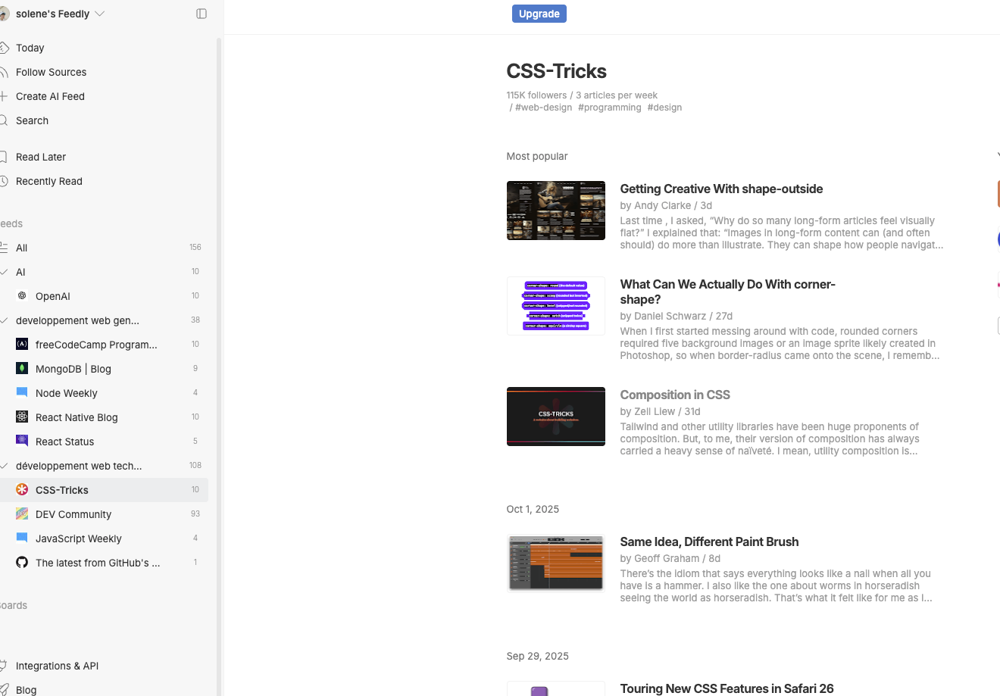 solene's Feedly
Upgrade
Today
Follow Sources
Create AI Feed
Search
Read Later
Recently Read
eeds
All 156
AI 10
OpenAI 10
developpement web gen... 38
freeCodeCamp Program... 10
MongoDB | Blog 9
Node Weekly 4
React Native Blog 10
React Status 5
développement web tech... 108
CSS-Tricks 10
DEV Community 93
JavaScript Weekly 4
The latest from GitHub's ... 1
oards
Integrations & API
Blog
CSS-Tricks
115K followers / 3 articles per week
/ #web-design #programming #design
Most popular
Getting Creative With shape-outside
by Andy Clarke / 3d
Last time , I asked, “Why do so many long-form articles feel visually
flat?” I explained that: “Images in long-form content can (and often
should) do more than illustrate. They can shape how people navigat...
corner-shape: round (the default value)
corner-shape: scoop (rounded but inverted)
corner-shape: bevel (snipped but rounded)
corner-shape: notch (snipped twice)
corner-shape: squircle (a circley square)
What Can We Actually Do With corner-
shape?
by Daniel Schwarz / 27d
When I first started messing around with code, rounded corners
required five background images or an image sprite likely created in
Photoshop, so when border-radius came onto the scene, I rememb...
CSS-TRICKS
A website about building websites.
Composition in CSS
by Zell Liew / 31d
Tailwind and other utility libraries have been huge proponents of
composition. But, to me, their version of composition has always
carried a heavy sense of naïveté. I mean, utility composition is...
Oct 1, 2025
Same Idea, Different Paint Brush
by Geoff Graham / 8d
There’s the idiom that says everything looks like a nail when all you
have is a hammer. I also like the one about worms in horseradish
seeing the world as horseradish. That’s what it felt like for me as I...
Sep 29, 2025
Touring New CSS Features in Safari 26